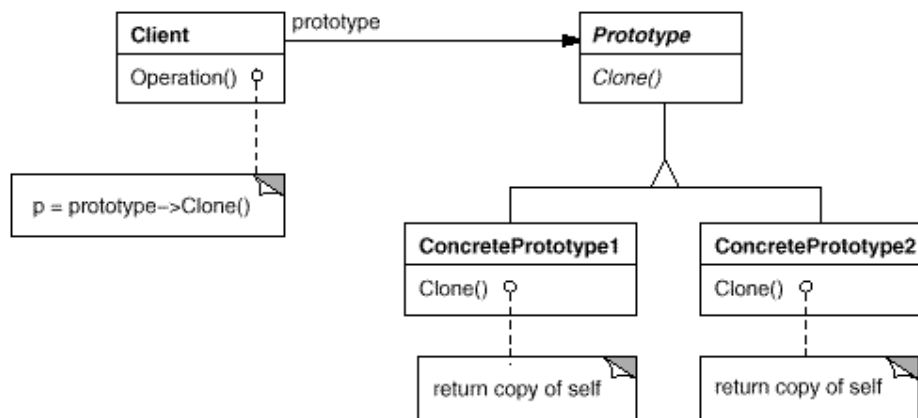 Client
prototype
Prototype
Operation()
Clone()
p = prototype->Clone()
ConcretePrototype1
ConcretePrototype2
Clone()
Clone()
return copy of self
return copy of self